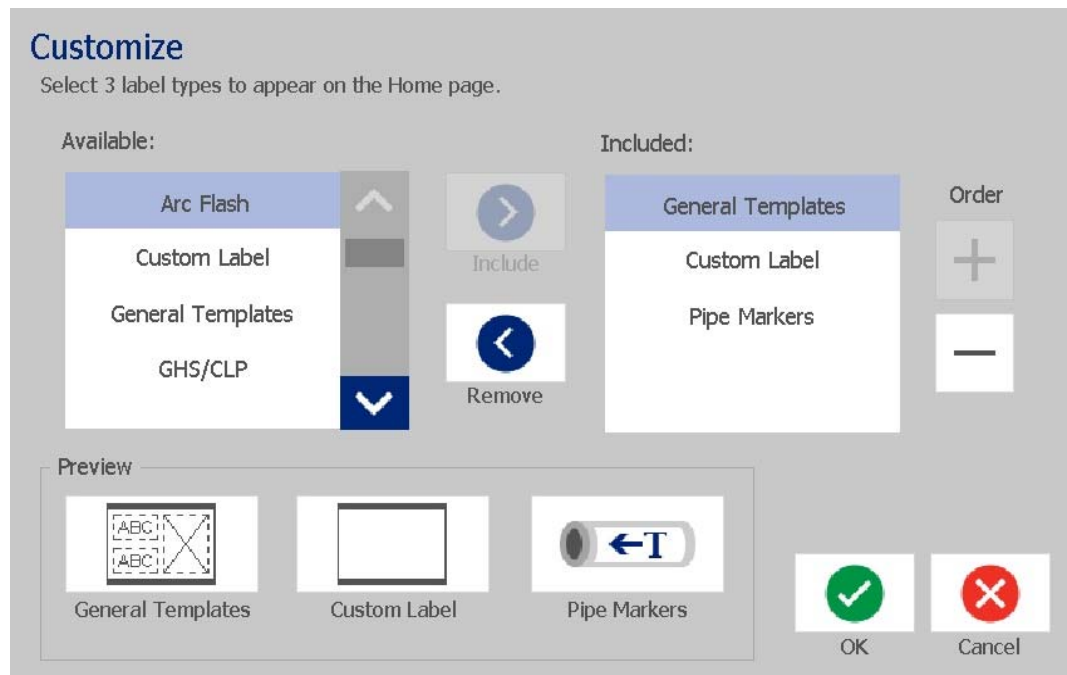 Customize
Select 3 label types to appear on the Home page.
Available:
Included:
Arc Flash
Custom Label
General Templates
GHS/CLP
Include
Remove
General Templates
Custom Label
Pipe Markers
Order
Preview
ABC
ABC
General Templates
Custom Label
T
Pipe Markers
OK
Cancel